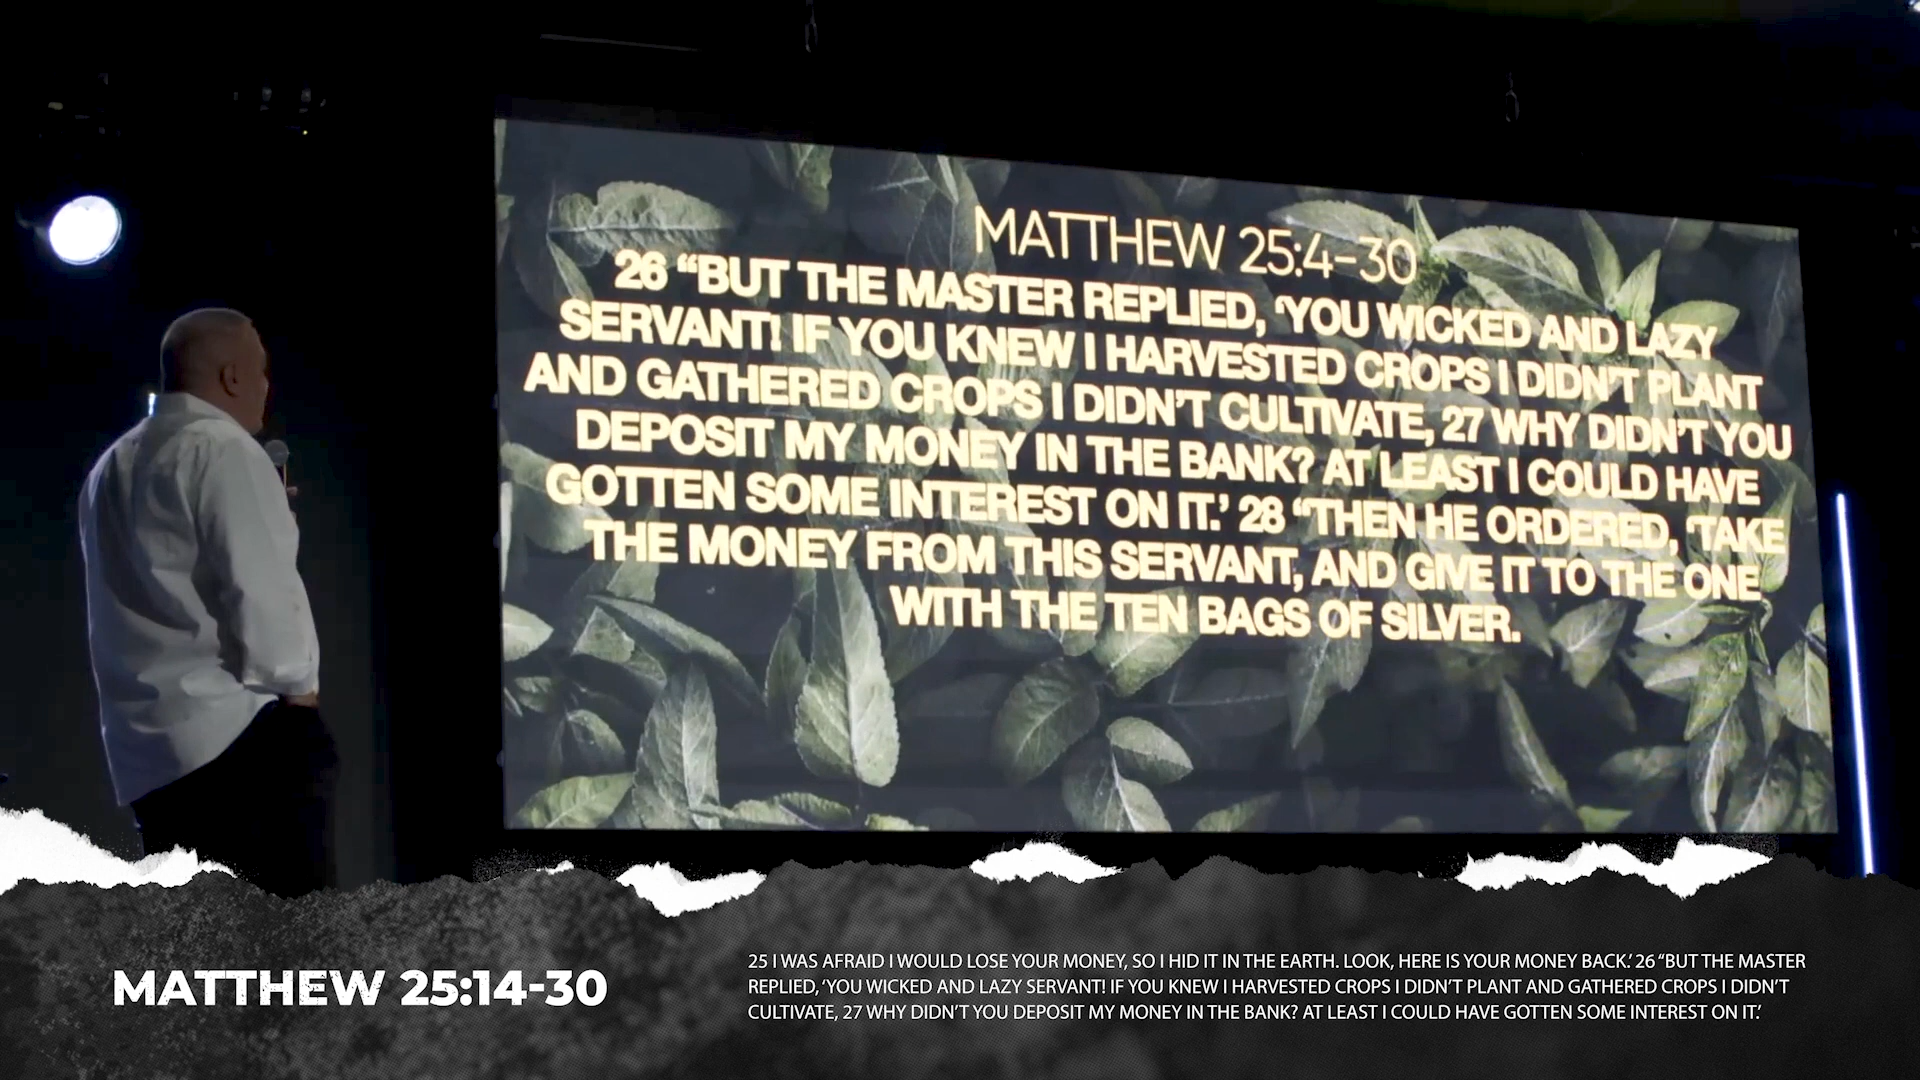 MATTHEW 25:4-30
26 “BUT THE MASTER REPLIED, ‘YOU WICKED AND LAZY
SERVANT! IF YOU KNEW I HARVESTED CROPS I DIDN’T PLANT
AND GATHERED CROPS I DIDN’T CULTIVATE, 27 WHY DIDN’T YOU
DEPOSIT MY MONEY IN THE BANK? AT LEAST I COULD HAVE
GOTTEN SOME INTEREST ON IT.’ 28 “THEN HE ORDERED, ‘TAKE
THE MONEY FROM THIS SERVANT, AND GIVE IT TO THE ONE
WITH THE TEN BAGS OF SILVER.
MATTHEW 25:14-30
25 I WAS AFRAID I WOULD LOSE YOUR MONEY, SO I HID IT IN THE EARTH. LOOK, HERE IS YOUR MONEY BACK.’ 26 “BUT THE MASTER
REPLIED, ‘YOU WICKED AND LAZY SERVANT! IF YOU KNEW I HARVESTED CROPS I DIDN’T PLANT AND GATHERED CROPS I DIDN’T
CULTIVATE, 27 WHY DIDN’T YOU DEPOSIT MY MONEY IN THE BANK? AT LEAST I COULD HAVE GOTTEN SOME INTEREST ON IT.’